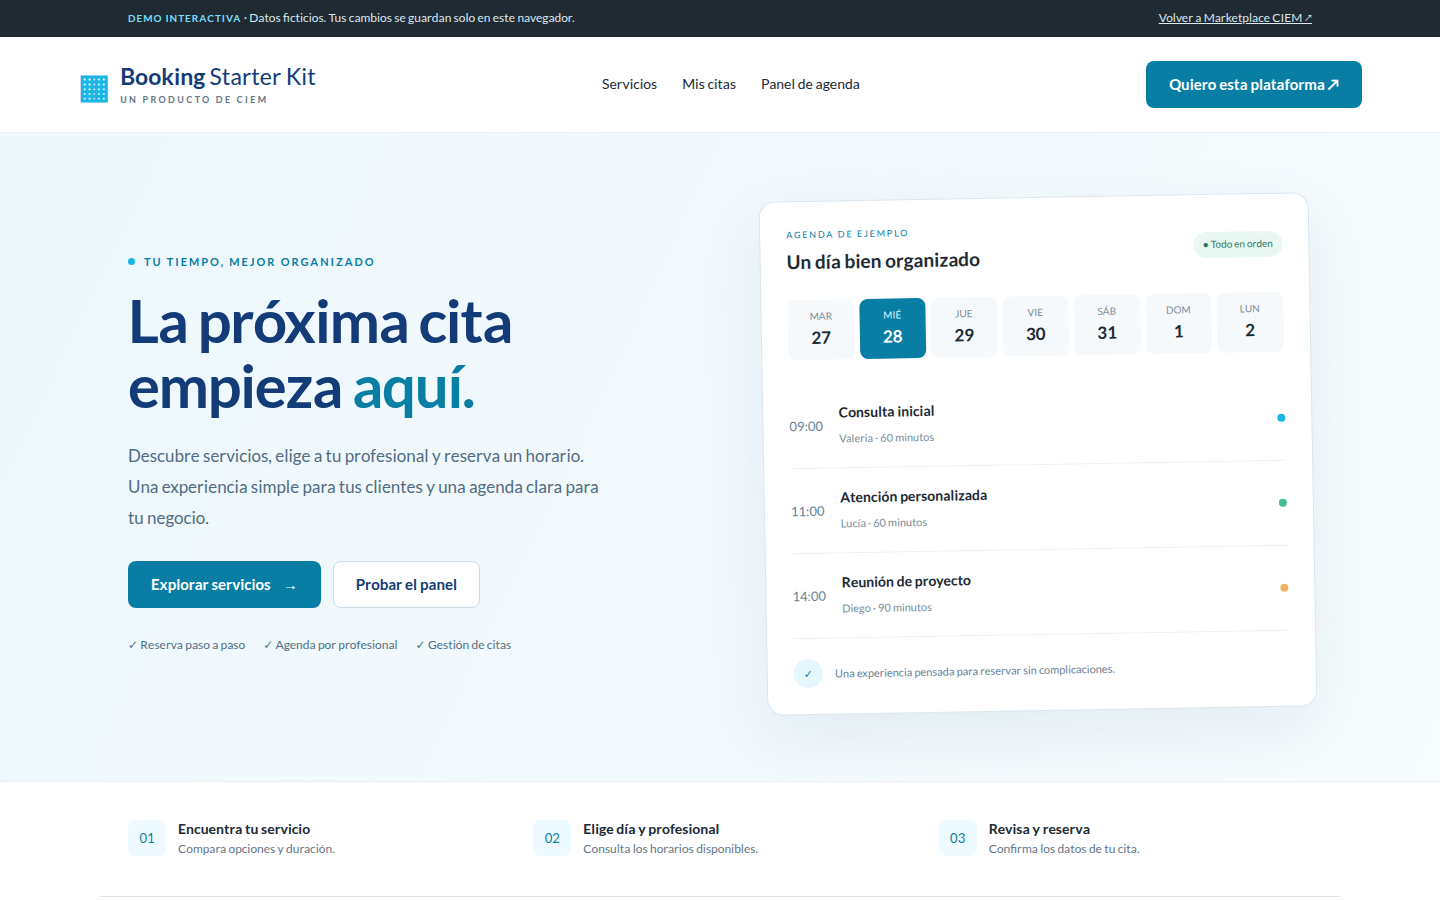 DEMO INTERACTIVA · Datos ficticios. Tus cambios se guardan solo en este navegador.
Volver a Marketplace CIEM ↗
Booking Starter Kit
UN PRODUCTO DE CIEM
Servicios
Mis citas
Panel de agenda
Quiero esta plataforma ↗
TU TIEMPO, MEJOR ORGANIZADO
La próxima cita
empieza aquí.
Descubre servicios, elige a tu profesional y reserva un horario.
Una experiencia simple para tus clientes y una agenda clara para
tu negocio.
Explorar servicios →
Probar el panel
✓ Reserva paso a paso
✓ Agenda por profesional
✓ Gestión de citas
AGENDA DE EJEMPLO
Un día bien organizado
● Todo en orden
MAR
27
MIÉ
28
JUE
29
VIE
30
SÁB
31
DOM
1
LUN
2
09:00
Consulta inicial
Valeria · 60 minutos
11:00
Atención personalizada
Lucía · 60 minutos
14:00
Reunión de proyecto
Diego · 90 minutos
✓
Una experiencia pensada para reservar sin complicaciones.
01
Encuentra tu servicio
Compara opciones y duración.
02
Elige día y profesional
Consulta los horarios disponibles.
03
Revisa y reserva
Confirma los datos de tu cita.